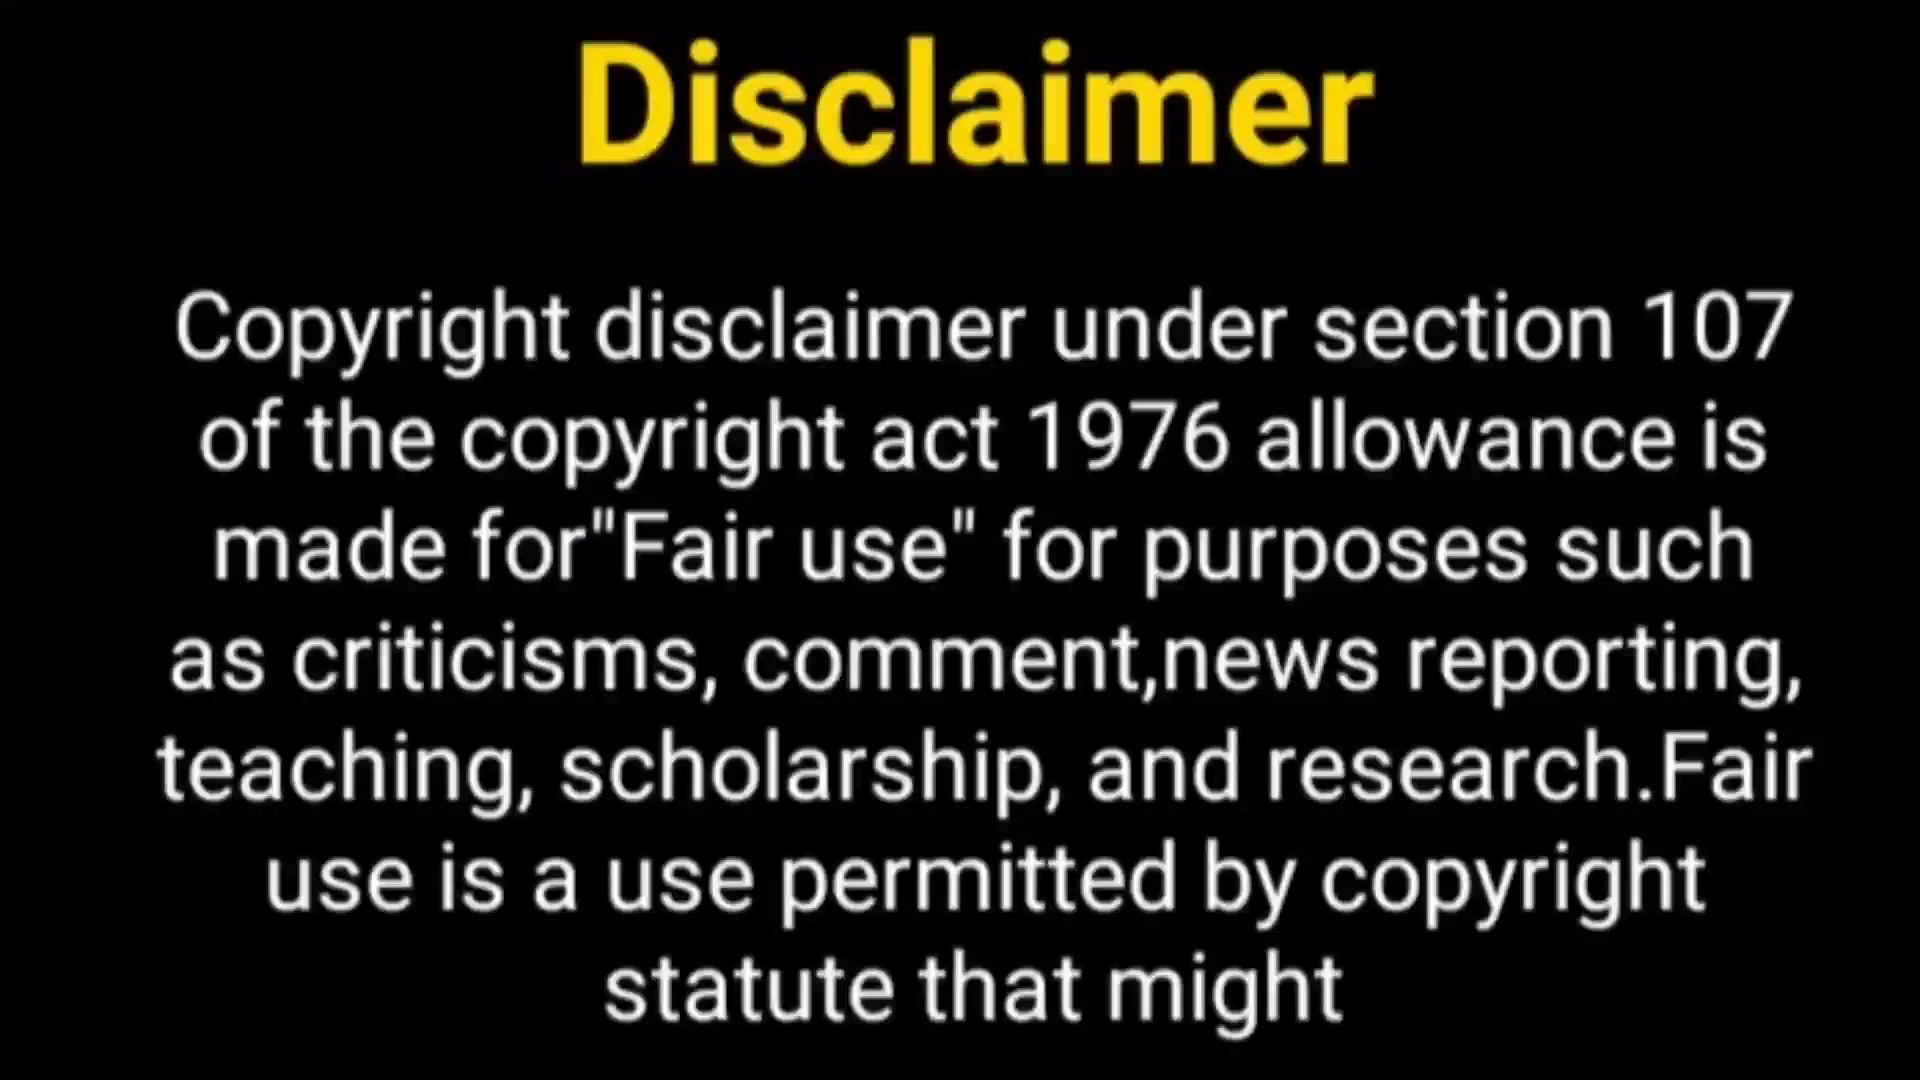 Disclaimer
Copyright disclaimer under section 107
of the copyright act 1976 allowance is
made for"Fair use" for purposes such
as criticisms, comment,news reporting,
teaching, scholarship, and research.Fair
use is a use permitted by copyright
statute that might